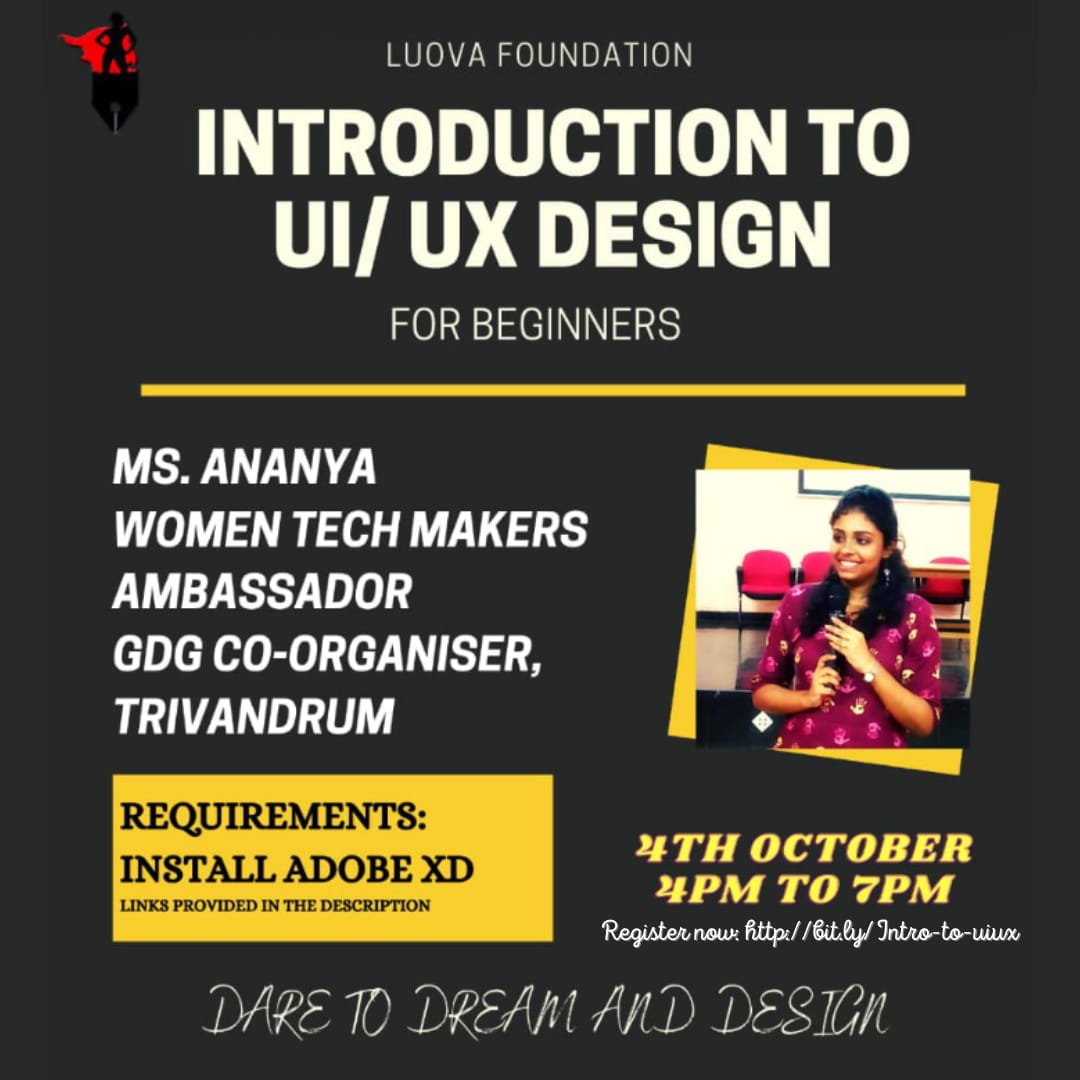 LUOVA FOUNDATION
INTRODUCTION TO
UI/ UX DESIGN
FOR BEGINNERS
MS. ANANYA
WOMEN TECH MAKERS
AMBASSADOR
GDG CO-ORGANISER,
TRIVANDRUM
REQUIREMENTS:
INSTALL ADOBE XD
LINKS PROVIDED IN THE DESCRIPTION
4TH OCTOBER
4PM TO 7PM
Register now: http://bit.ly/Intro-to-uiux
DARE TO DREAM AND DESIGN